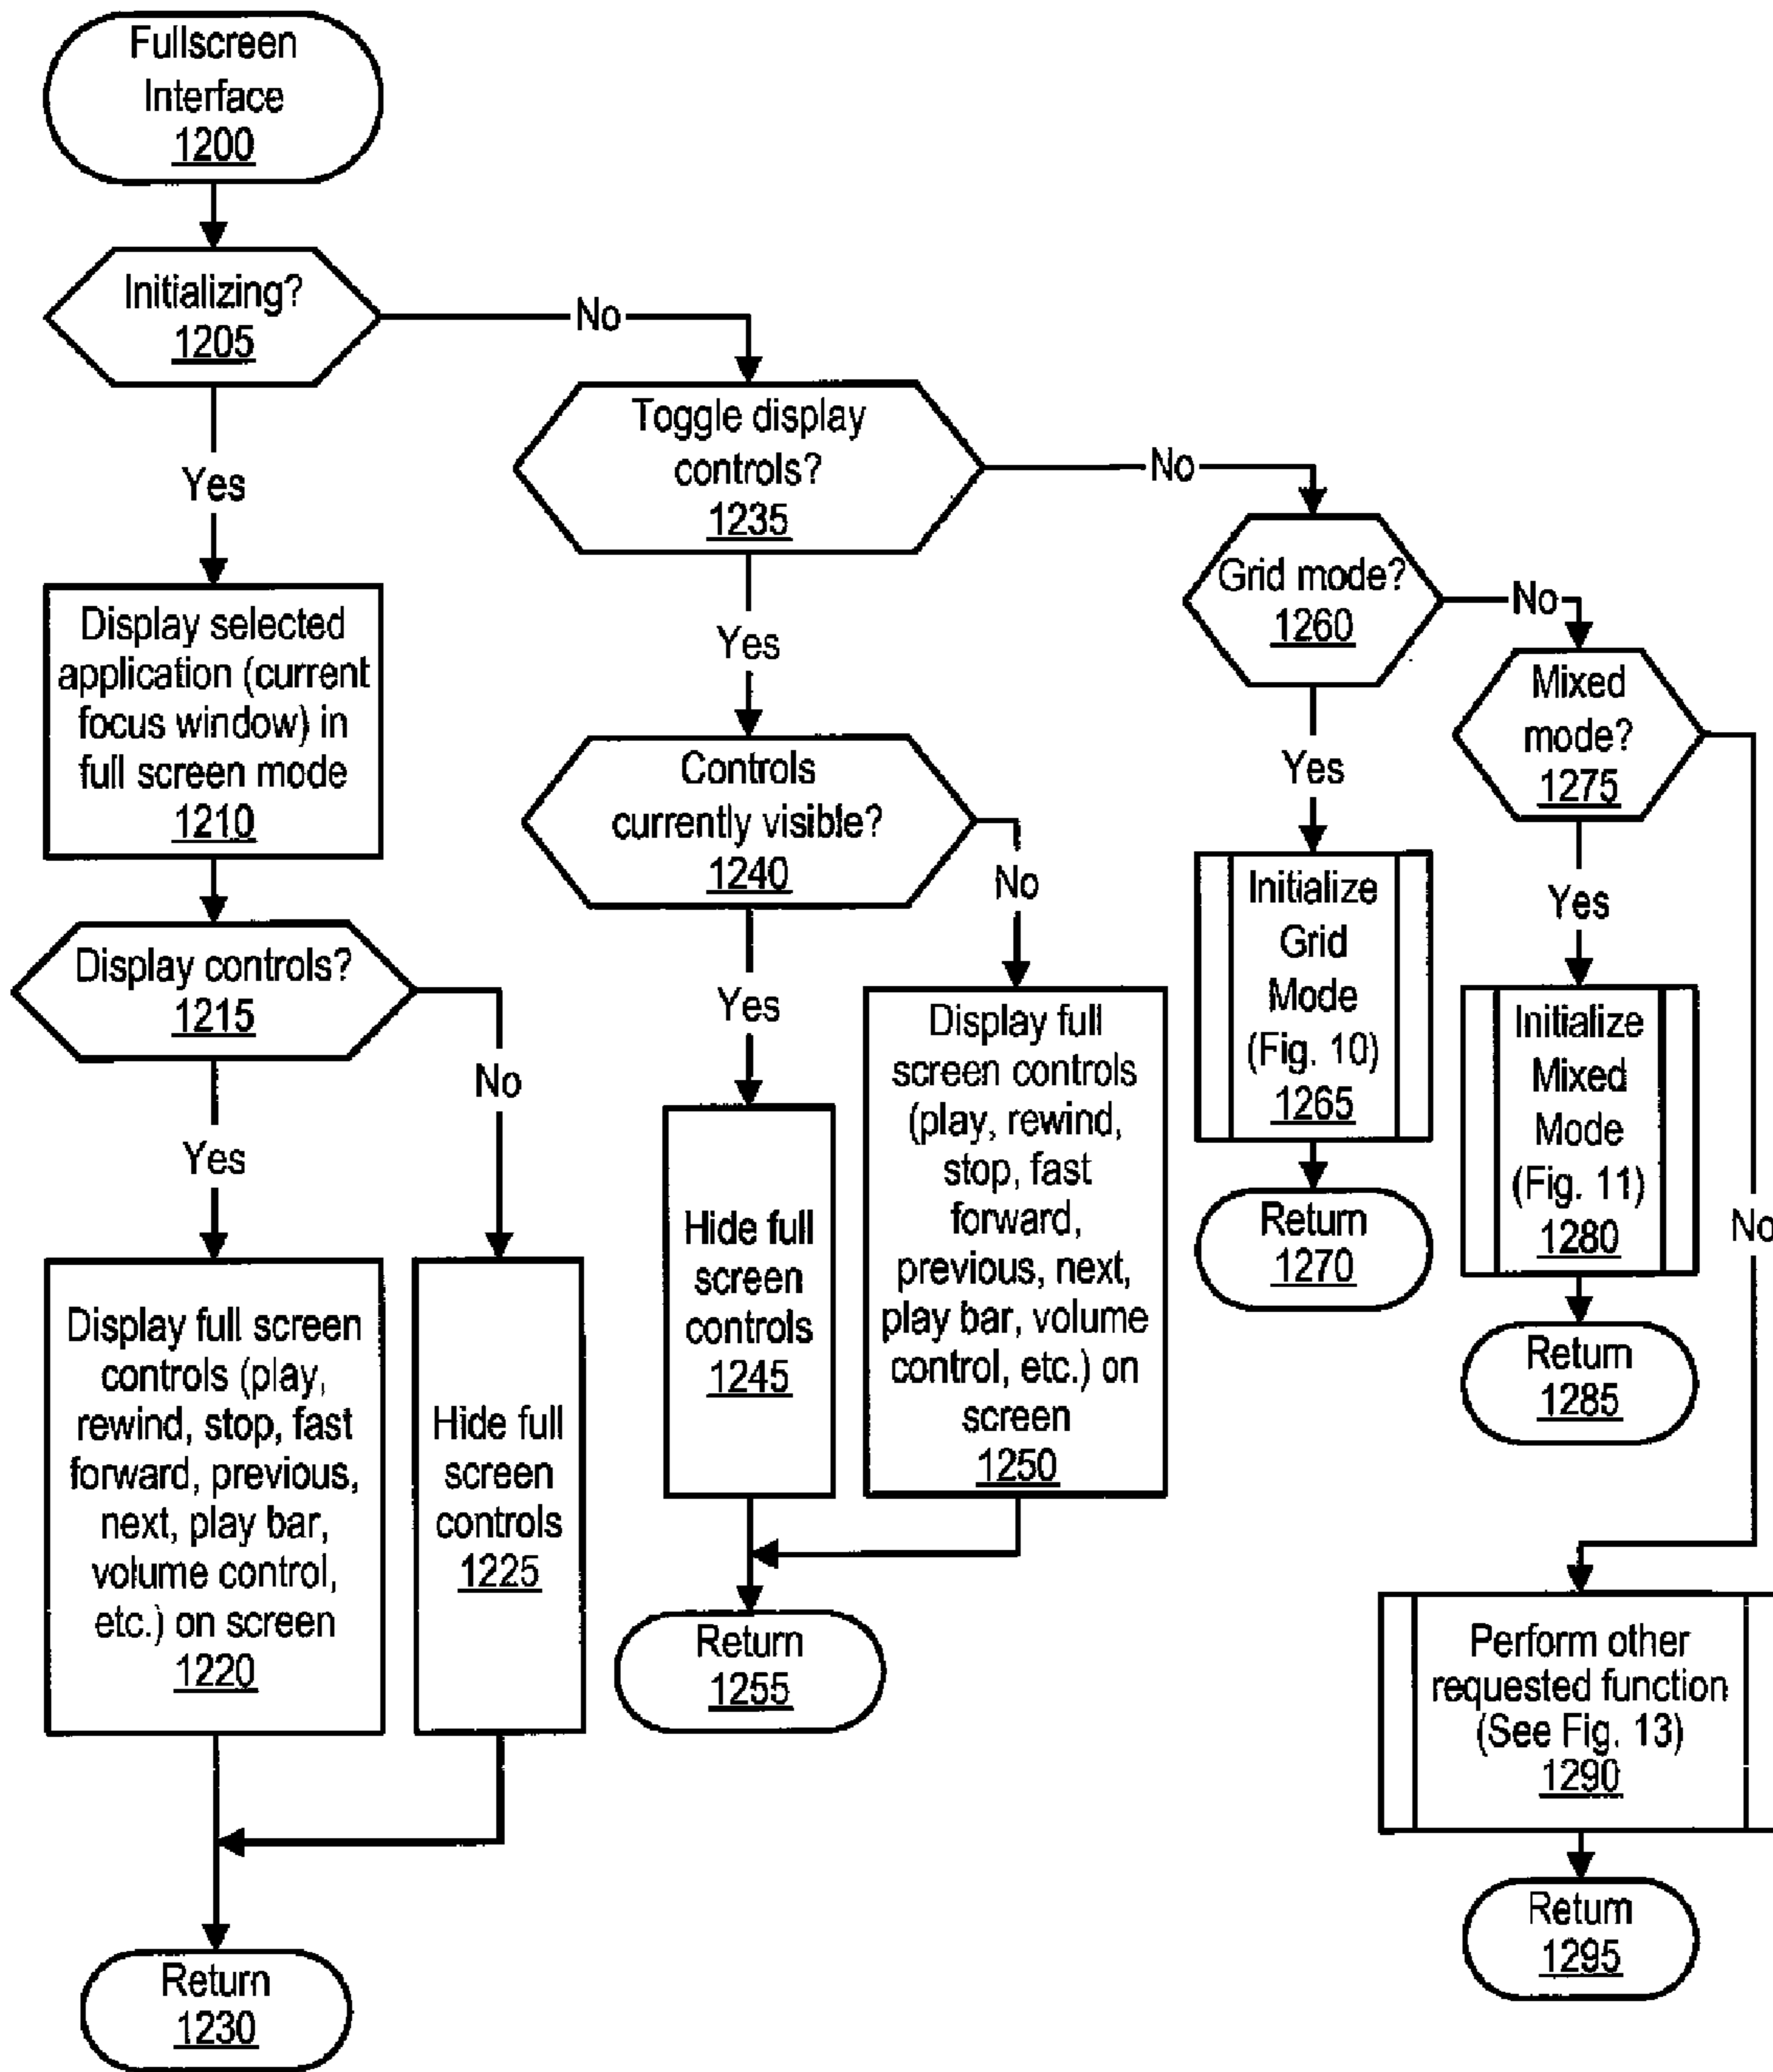 Fullscreen
Interface
1200
Initializing?
1205
No
Yes
Display selected
application (current
focus window) in
full screen mode
1210
Display controls?
1215
No
Yes
Display full screen
controls (play,
rewind, stop, fast
forward, previous,
next, play bar,
volume control,
etc.) on screen
1220
Hide full
screen
controls
1225
Return
1230
Toggle display
controls?
1235
No
Yes
Controls
currently visible?
1240
No
Yes
Hide full
screen
controls
1245
Display full
screen controls
(play, rewind,
stop, fast
forward,
previous, next,
play bar, volume
control, etc.) on
screen
1250
Return
1255
Grid mode?
1260
No
Yes
Initialize
Grid
Mode
(Fig. 10)
1265
Return
1270
Mixed
mode?
1275
Yes
No
Initialize
Mixed
Mode
(Fig. 11)
1280
Return
1285
Perform other
requested function
(See Fig. 13)
1290
Return
1295